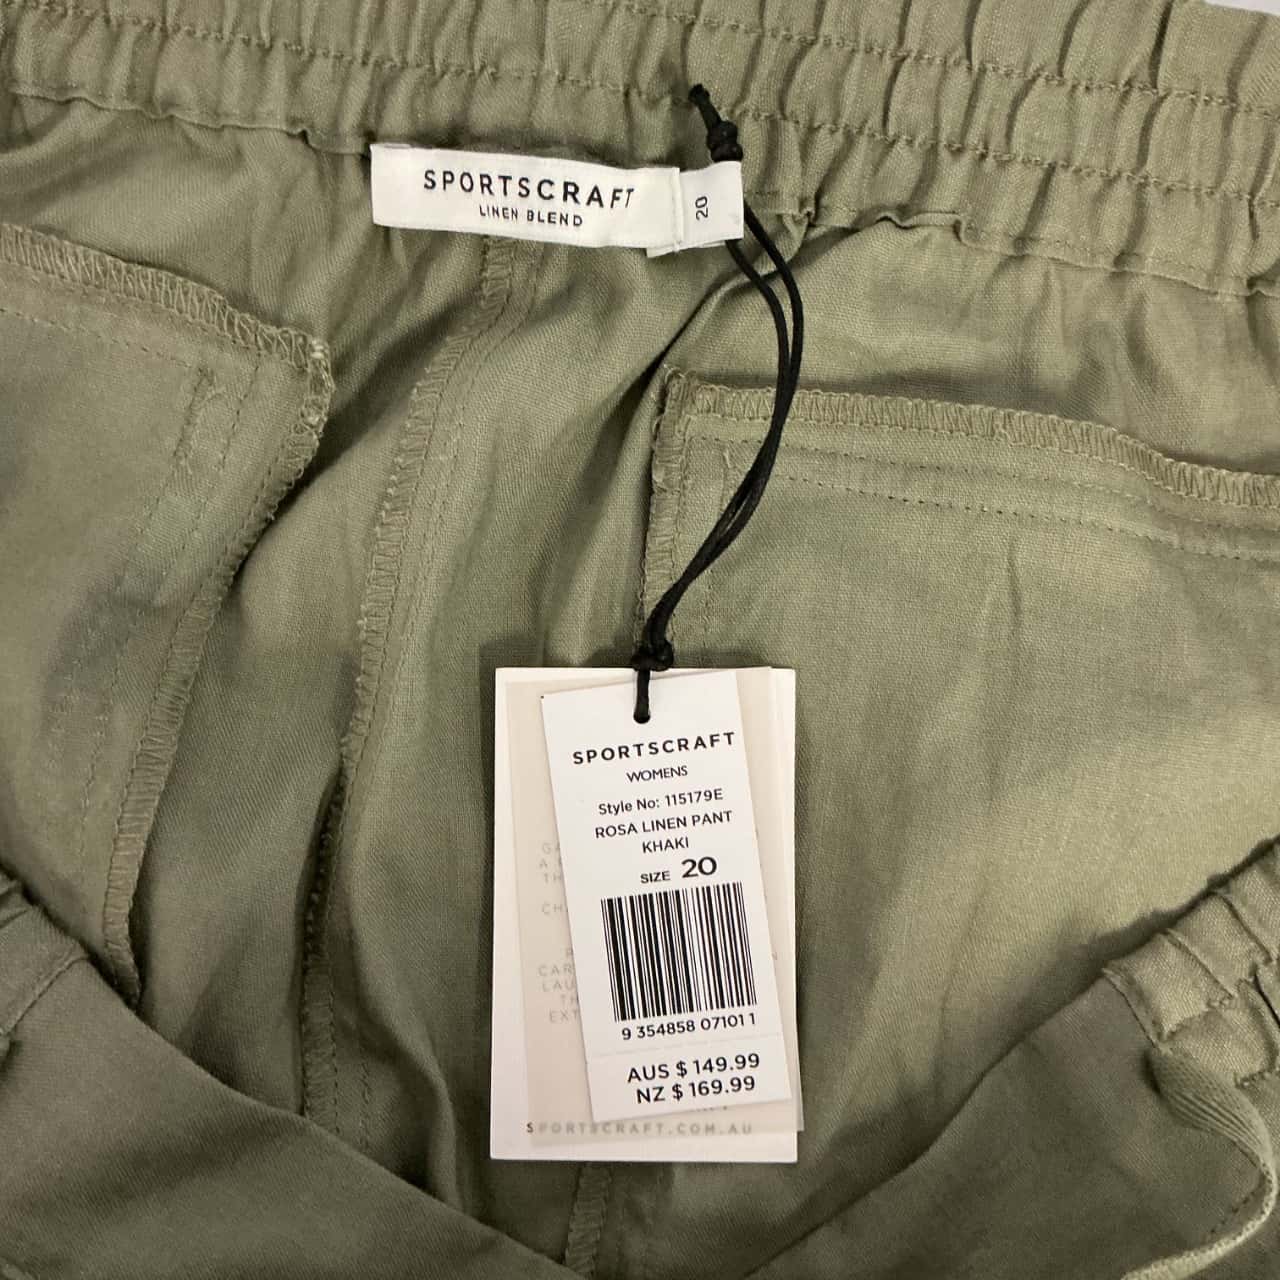 SPORTSCRAFT
LINEN BLEND
20
SPORTSCRAFT
WOMENS
Style No: 115179E
ROSA LINEN PANT
KHAKI
SIZE 20
9 354858 071011
AUS $ 149.99
NZ $ 169.99
SPORTSCRAFT.COM.AU